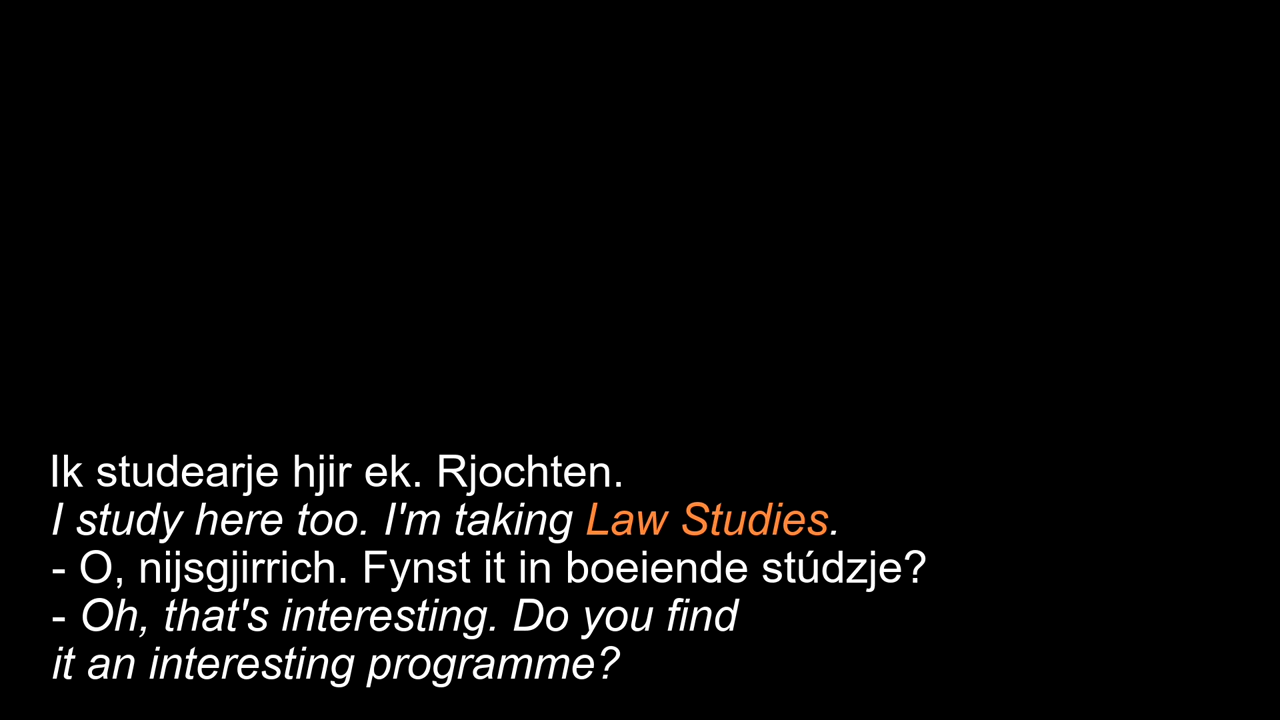 Ik studearje hjir ek. Rjochten.
I study here too. I'm taking Law Studies.
- O, nijsgjirrich. Fynst it in boeiende stúdzje?
- Oh, that's interesting. Do you find
it an interesting programme?